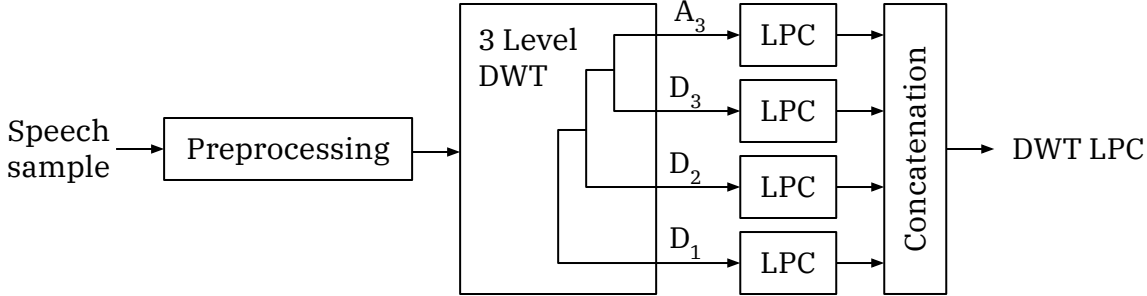 Speech
sample
Preprocessing
3 Level
DWT
A₃
D₃
D₂
D₁
LPC
LPC
LPC
LPC
Concatenation
DWT LPC